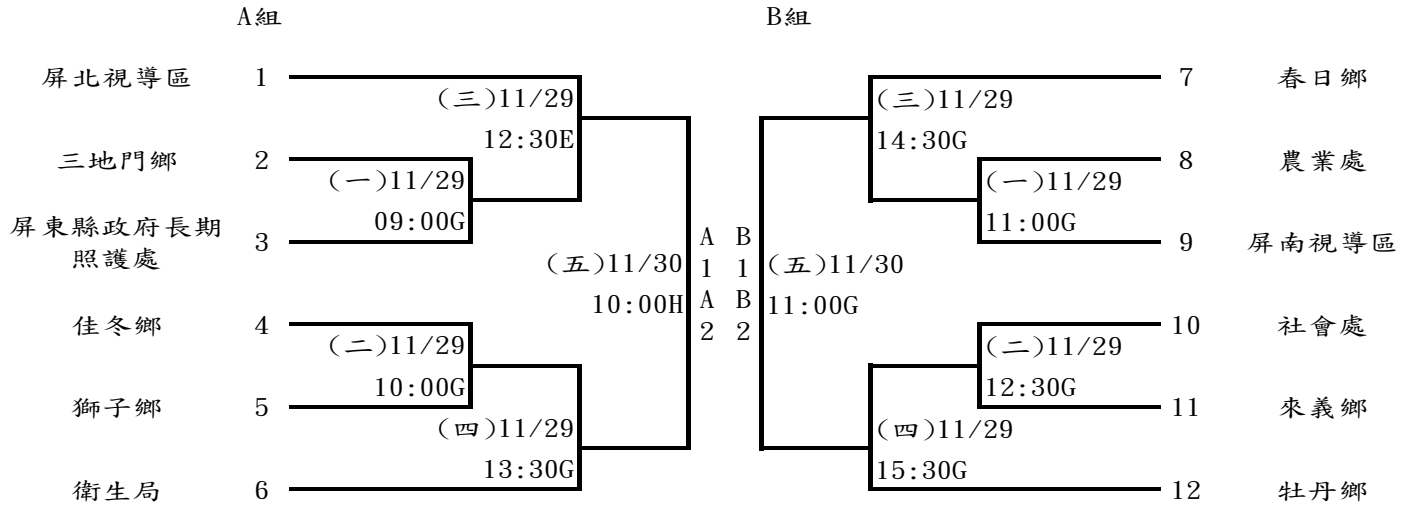 A組
B組
屏北視導區 1
(三)11/29
12:30E
三地門鄉 2
(一)11/29
09:00G
屏東縣政府長期
照護處
3
(五)11/30
10:00H
佳冬鄉 4
(二)11/29
10:00G
獅子鄉 5
(四)11/29
13:30G
衛生局 6
A B
1 1
A B
2 2
7 春日鄉
(三)11/29
14:30G
8 農業處
(一)11/29
11:00G
9 屏南視導區
(五)11/30
11:00G
10 社會處
(二)11/29
12:30G
11 來義鄉
(四)11/29
15:30G
12 牡丹鄉